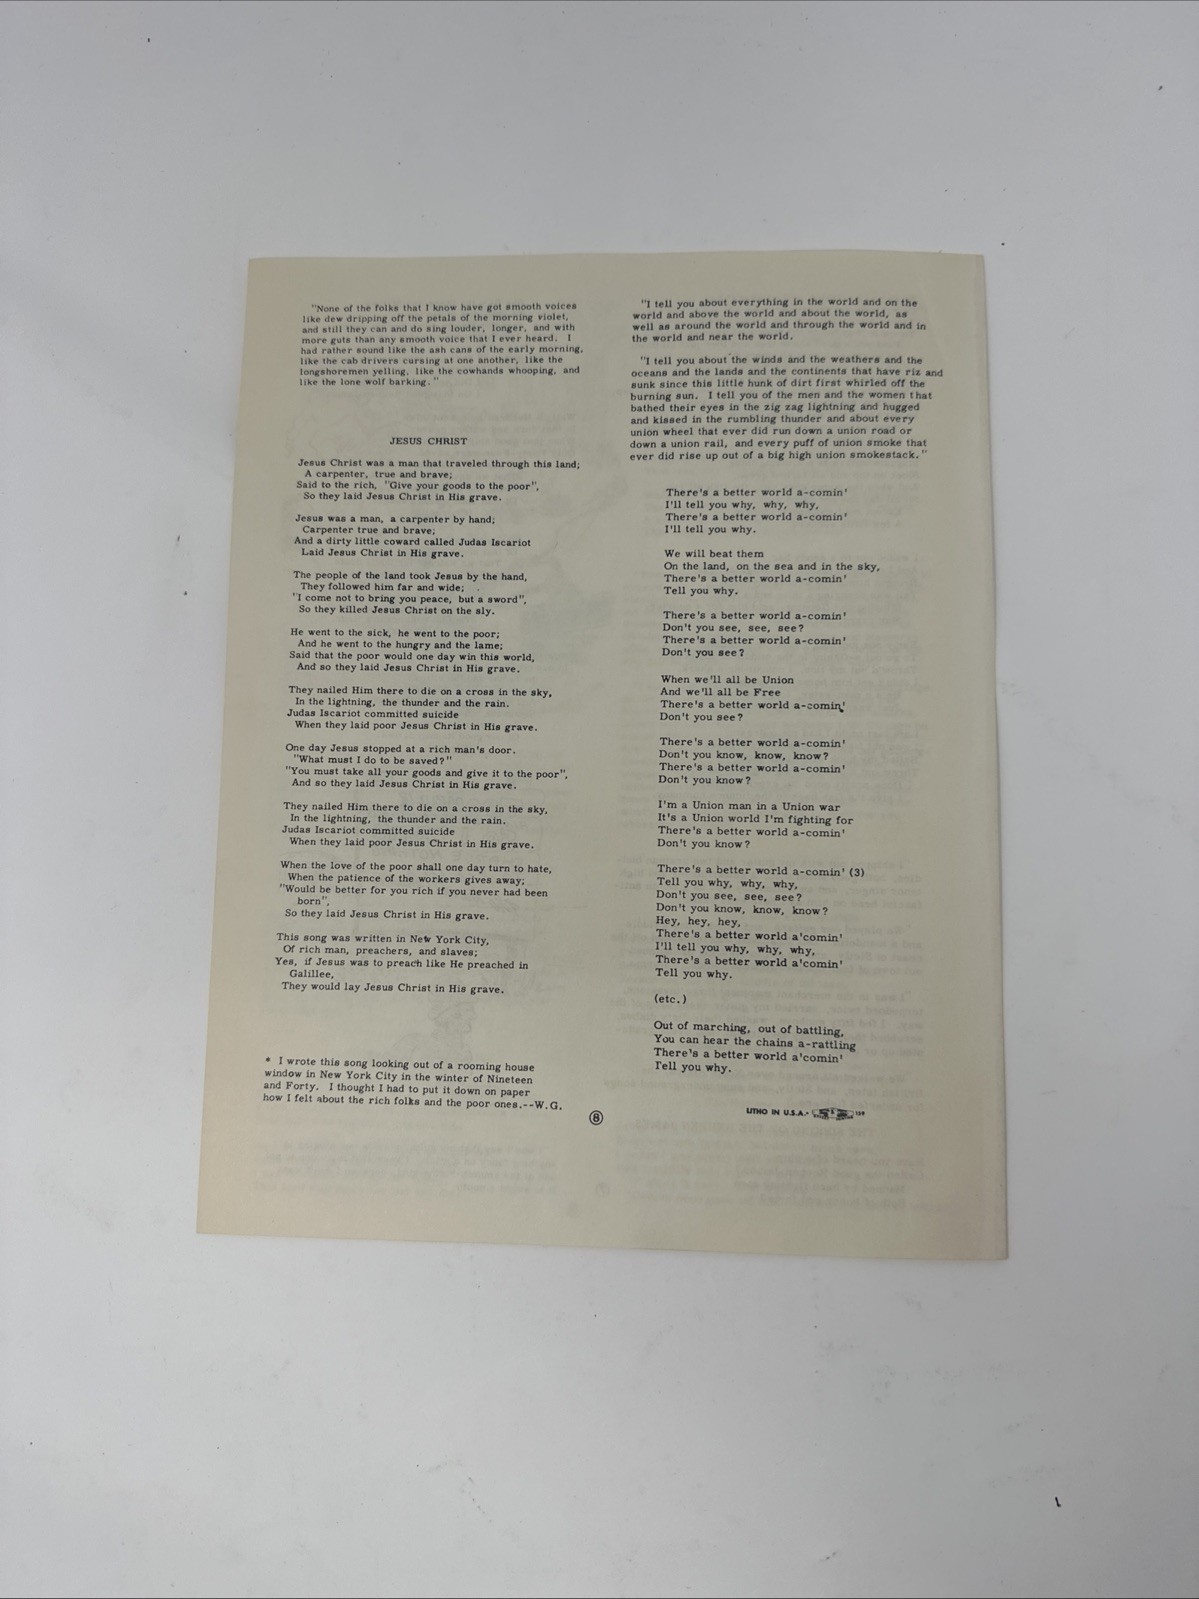 "None of the folks that I know have got smooth voices
like dew dripping off the petals of the morning violet,
and still they can and do sing louder, longer, and with
more guts than any smooth voice that I ever heard. I
had rather sound like the ash cans of the early morning,
like the cab drivers cursing at one another, like the
longshoremen yelling, like the cowhands whooping, and
like the lone wolf barking."
JESUS CHRIST
Jesus Christ was a man that traveled through this land;
A carpenter, true and brave;
Said to the rich, "Give your goods to the poor",
So they laid Jesus Christ in His grave.
Jesus was a man, a carpenter by hand;
Carpenter true and brave;
And a dirty little coward called Judas Iscariot
Laid Jesus Christ in His grave.
The people of the land took Jesus by the hand,
They followed him far and wide;
"I come not to bring you peace, but a sword",
So they killed Jesus Christ on the sly.
He went to the sick, he went to the poor;
And he went to the hungry and the lame;
Said that the poor would one day win this world,
And so they laid Jesus Christ in His grave.
They nailed Him there to die on a cross in the sky,
In the lightning, the thunder and the rain.
Judas Iscariot committed suicide
When they laid poor Jesus Christ in His grave.
One day Jesus stopped at a rich man's door.
"What must I do to be saved?"
"You must take all your goods and give it to the poor",
And so they laid Jesus Christ in His grave.
They nailed Him there to die on a cross in the sky,
In the lightning, the thunder and the rain.
Judas Iscariot committed suicide
When they laid poor Jesus Christ in His grave.
When the love of the poor shall one day turn to hate,
When the patience of the workers gives away;
"Would be better for you rich if you never had been
born",
So they laid Jesus Christ in His grave.
This song was written in New York City,
Of rich man, preachers, and slaves;
Yes, if Jesus was to preach like He preached in
Galillee,
They would lay Jesus Christ in His grave.
* I wrote this song looking out of a rooming house
window in New York City in the winter of Nineteen
and Forty. I thought I had to put it down on paper
how I felt about the rich folks and the poor ones.--W.G.
"I tell you about everything in the world and on the
world and above the world and about the world, as
well as around the world and through the world and in
the world and near the world.
"I tell you about the winds and the weathers and the
oceans and the lands and the continents that have riz and
sunk since this little hunk of dirt first whirled off the
burning sun. I tell you of the men and the women that
bathed their eyes in the zig zag lightning and hugged
and kissed in the rumbling thunder and about every
union wheel that ever did run down a union road or
down a union rail, and every puff of union smoke that
ever did rise up out of a big high union smokestack."
There's a better world a-comin'
I'll tell you why, why, why,
There's a better world a-comin'
I'll tell you why.
We will beat them
On the land, on the sea and in the sky,
There's a better world a-comin'
Tell you why.
There's a better world a-comin'
Don't you see, see, see?
There's a better world a-comin'
Don't you see?
When we'll all be Union
And we'll all be Free
There's a better world a-comin'
Don't you see?
There's a better world a-comin'
Don't you know, know, know?
There's a better world a-comin'
Don't you know?
I'm a Union man in a Union war
It's a Union world I'm fighting for
There's a better world a-comin'
Don't you know?
There's a better world a-comin' (3)
Tell you why, why, why,
Don't you see, see, see?
Don't you know, know, know?
Hey, hey, hey,
There's a better world a'comin'
I'll tell you why, why, why,
There's a better world a'comin'
Tell you why.
(etc.)
Out of marching, out of battling,
You can hear the chains a-rattling
There's a better world a'comin'
Tell you why.
8
LITHO IN U.S.A. 159